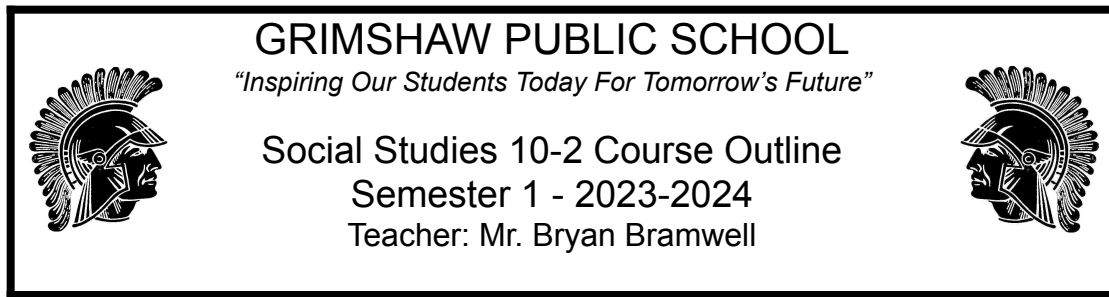 GRIMSHAW PUBLIC SCHOOL
“Inspiring Our Students Today For Tomorrow’s Future”
Social Studies 10-2 Course Outline
Semester 1 - 2023-2024
Teacher: Mr. Bryan Bramwell